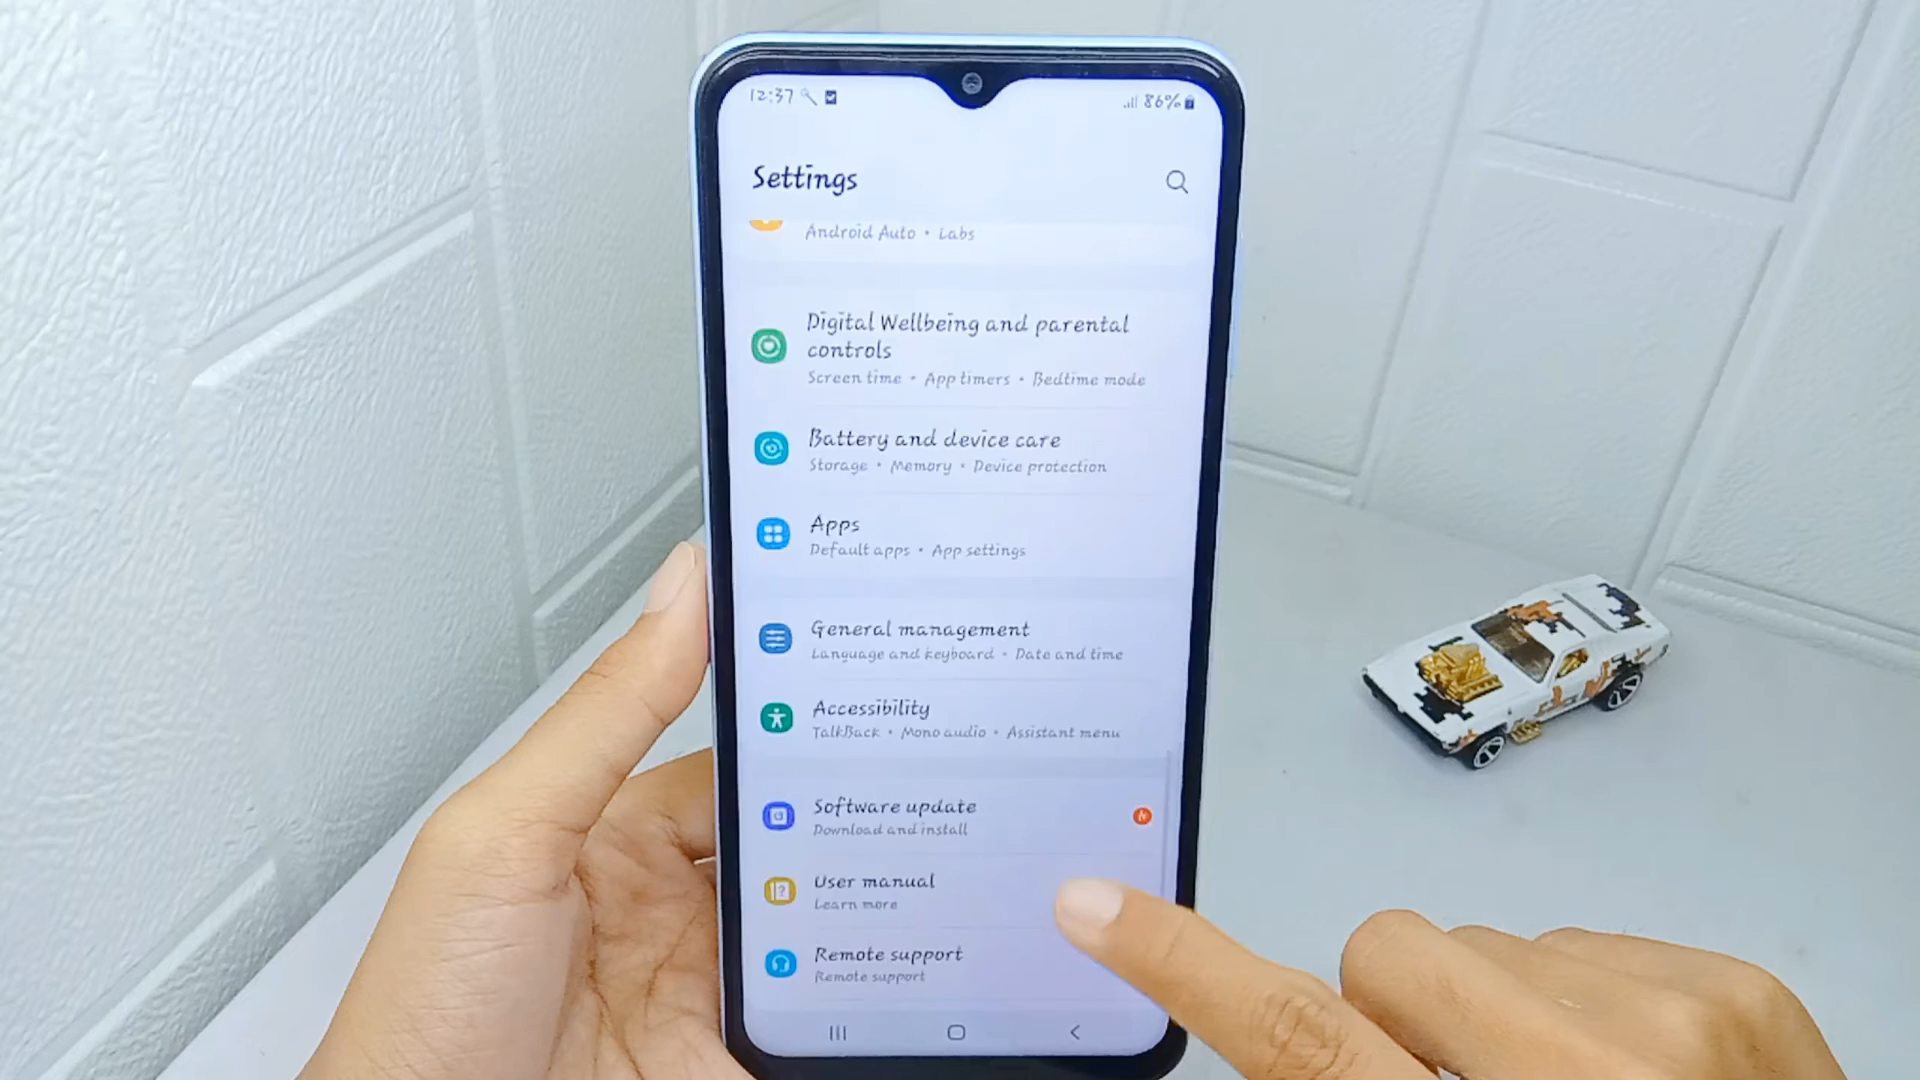 12:37
86%
Settings
Android Auto • Labs
Digital Wellbeing and parental
controls
Screen time • App timers • Bedtime mode
Battery and device care
Storage • Memory • Device protection
Apps
Default apps • App settings
General management
Language and keyboard • Date and time
Accessibility
TalkBack • Mono audio • Assistant menu
Software update
Download and install
N
User manual
Learn more
Remote support
Remote support